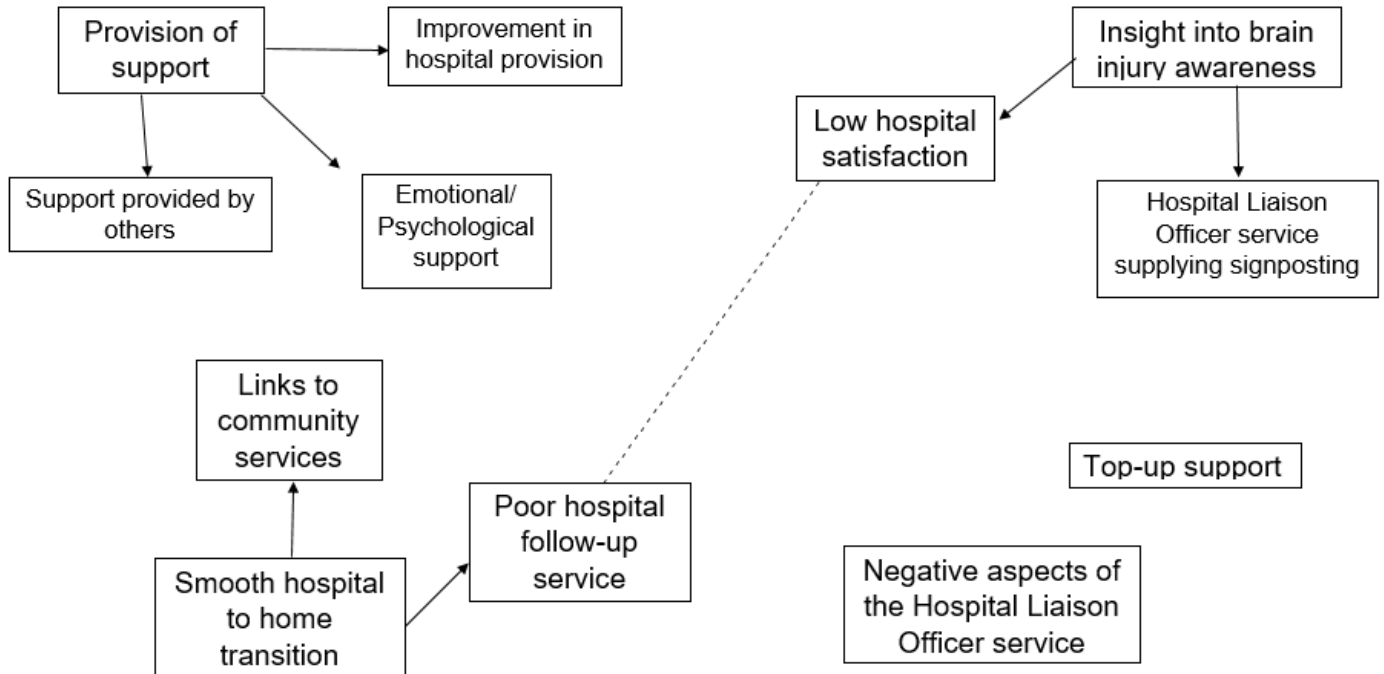 Provision of
support
Improvement in
hospital provision
Insight into brain
injury awareness
Low hospital
satisfaction
Support provided by
others
Emotional/
Psychological
support
Hospital Liaison
Officer service
supplying signposting
Links to
community
services
Top-up support
Poor hospital
follow-up
service
Smooth hospital
to home
transition
Negative aspects of
the Hospital Liaison
Officer service